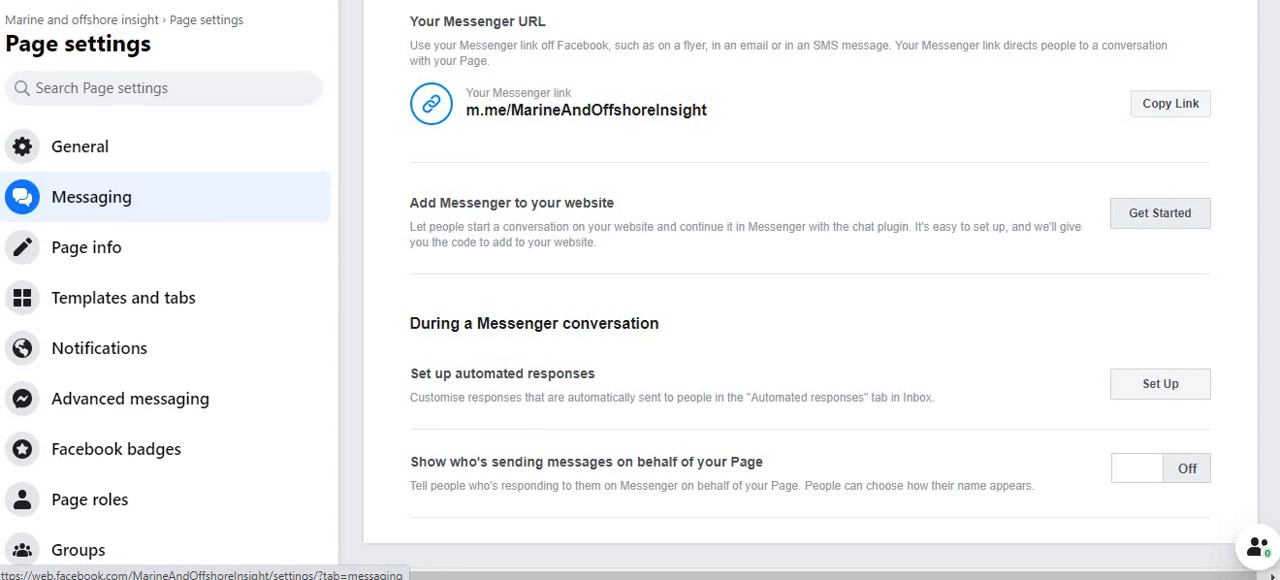 Marine and offshore insight › Page settings
Page settings
Search Page settings
General
Messaging
Page info
Templates and tabs
Notifications
Advanced messaging
Facebook badges
Page roles
Groups
ttps://web.facebook.com/MarineAndOffshoreInsight/settings/?tab=messaging
Your Messenger URL
Use your Messenger link off Facebook, such as on a flyer, in an email or in an SMS message. Your Messenger link directs people to a conversation
with your Page.
Your Messenger link
m.me/MarineAndOffshoreInsight
Copy Link
Add Messenger to your website
Let people start a conversation on your website and continue it in Messenger with the chat plugin. It's easy to set up, and we'll give
you the code to add to your website.
Get Started
During a Messenger conversation
Set up automated responses
Customise responses that are automatically sent to people in the "Automated responses" tab in Inbox.
Set Up
Show who's sending messages on behalf of your Page
Tell people who's responding to them on Messenger on behalf of your Page. People can choose how their name appears.
Off
0